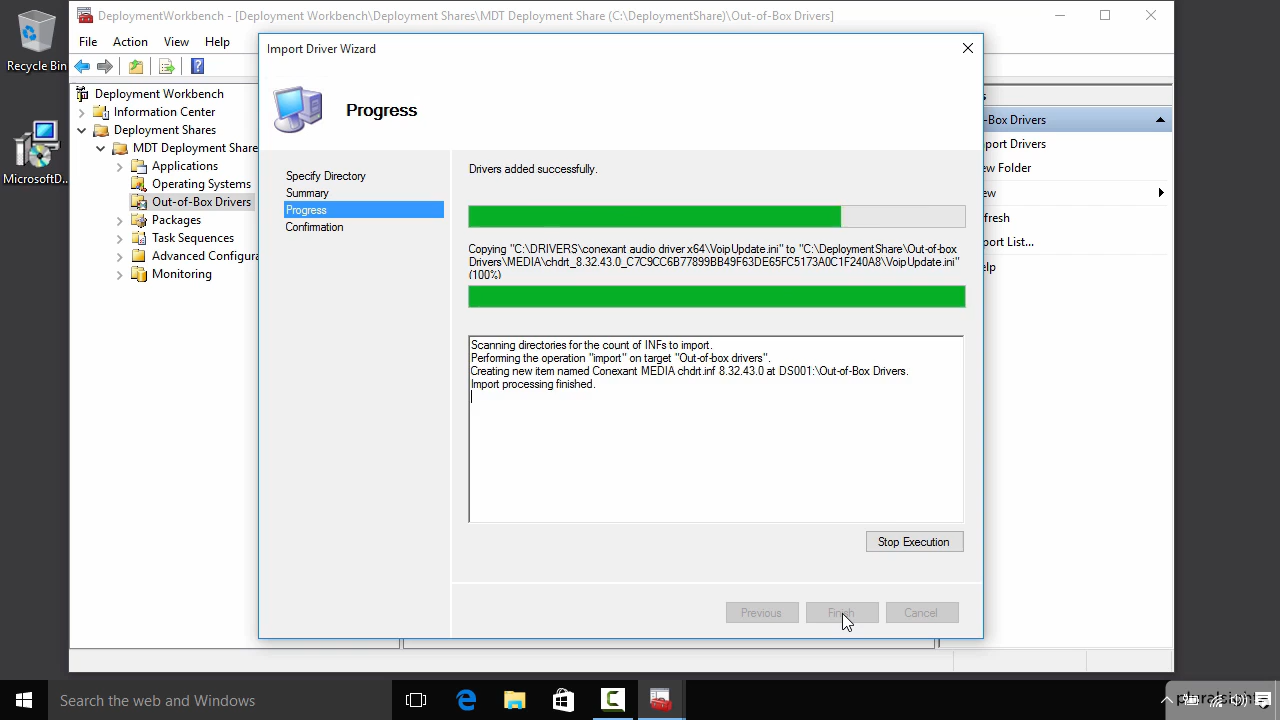 DeploymentWorkbench - [Deployment Workbench\Deployment Shares\MDT Deployment Share (C:\DeploymentShare)\Out-of-Box Drivers]
Recycle Bin
File Action View Help
Import Driver Wizard
Progress
Deployment Workbench
Information Center
Deployment Shares
MDT Deployment Share
Applications
Operating Systems
Out-of-Box Drivers
Packages
Task Sequences
Advanced Configura
Monitoring
MicrosoftD...
Specify Directory
Summary
Progress
Confirmation
Drivers added successfully.
Copying "C:\DRIVERS\conexant audio driver x64\VoipUpdate.ini" to "C:\DeploymentShare\Out-of-box
Drivers\MEDIA\chdrt_8.32.43.0_C7C9CC6B77899BB49F63DE65FC5173A0C1F240A8\VoipUpdate.ini"
(100%)
Scanning directories for the count of INFs to import.
Performing the operation "import" on target "Out-of-box drivers".
Creating new item named Conexant MEDIA chdrt.inf 8.32.43.0 at DS001:\Out-of-Box Drivers.
Import processing finished.
Stop Execution
Previous Finish Cancel
s
-Box Drivers
port Drivers
ew Folder
ew
fresh
port List...
elp
Search the web and Windows